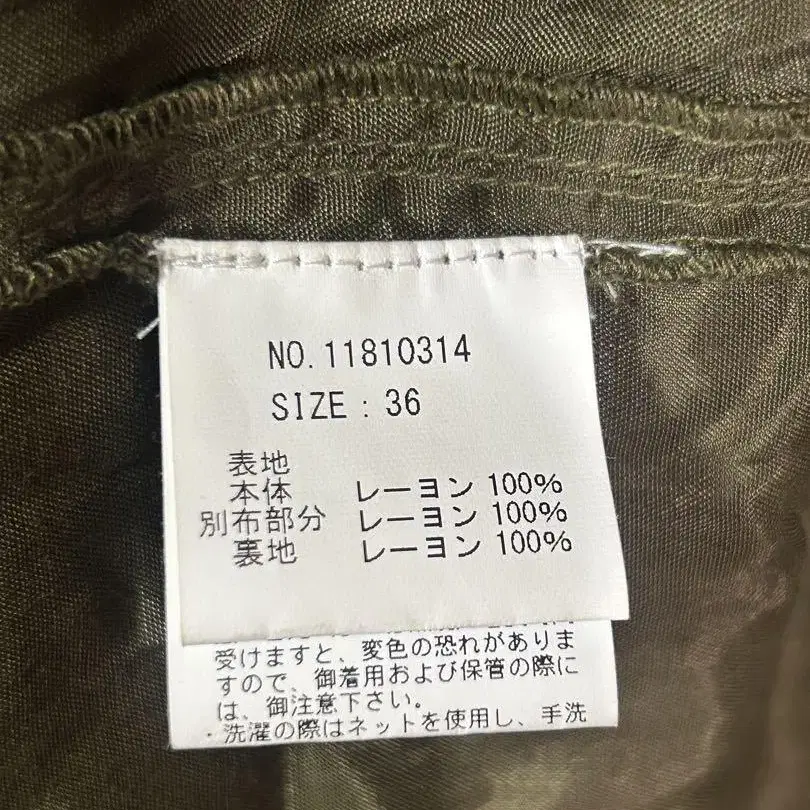 NO.11810314
SIZE : 36
表地
本体 レーヨン 100%
別布部分 レーヨン 100%
裏地 レーヨン 100%
受けますと、変色の恐れがありま
すので、御着用および保管の際に
は、御注意下さい。
・洗濯の際はネットを使用し、手洗